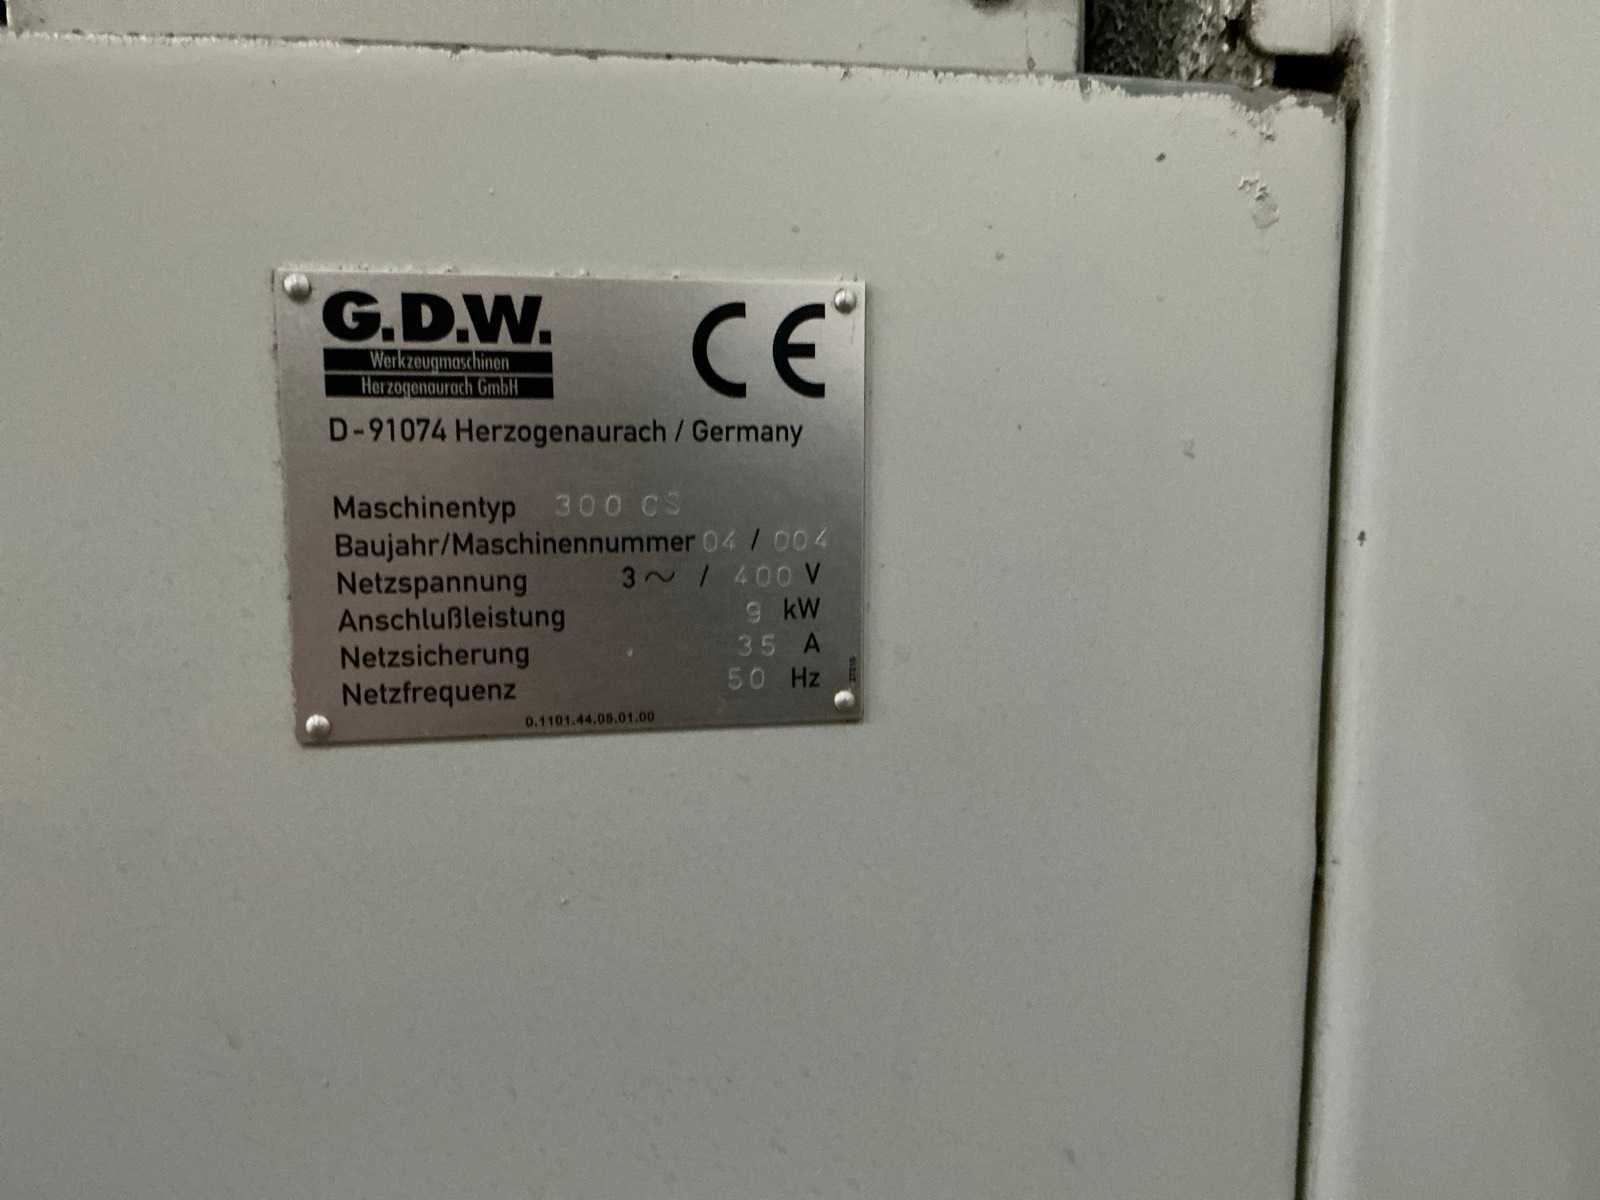 G.D.W.
Werkzeugmaschinen
Herzogenaurach GmbH
CE
D-91074 Herzogenaurach / Germany
Maschinentyp 300 CS
Baujahr/Maschinennummer 04 / 004
Netzspannung 3~ / 400 V
Anschlußleistung 9 kW
Netzsicherung 35 A
Netzfrequenz 50 Hz
0.1101.44.05.01.00